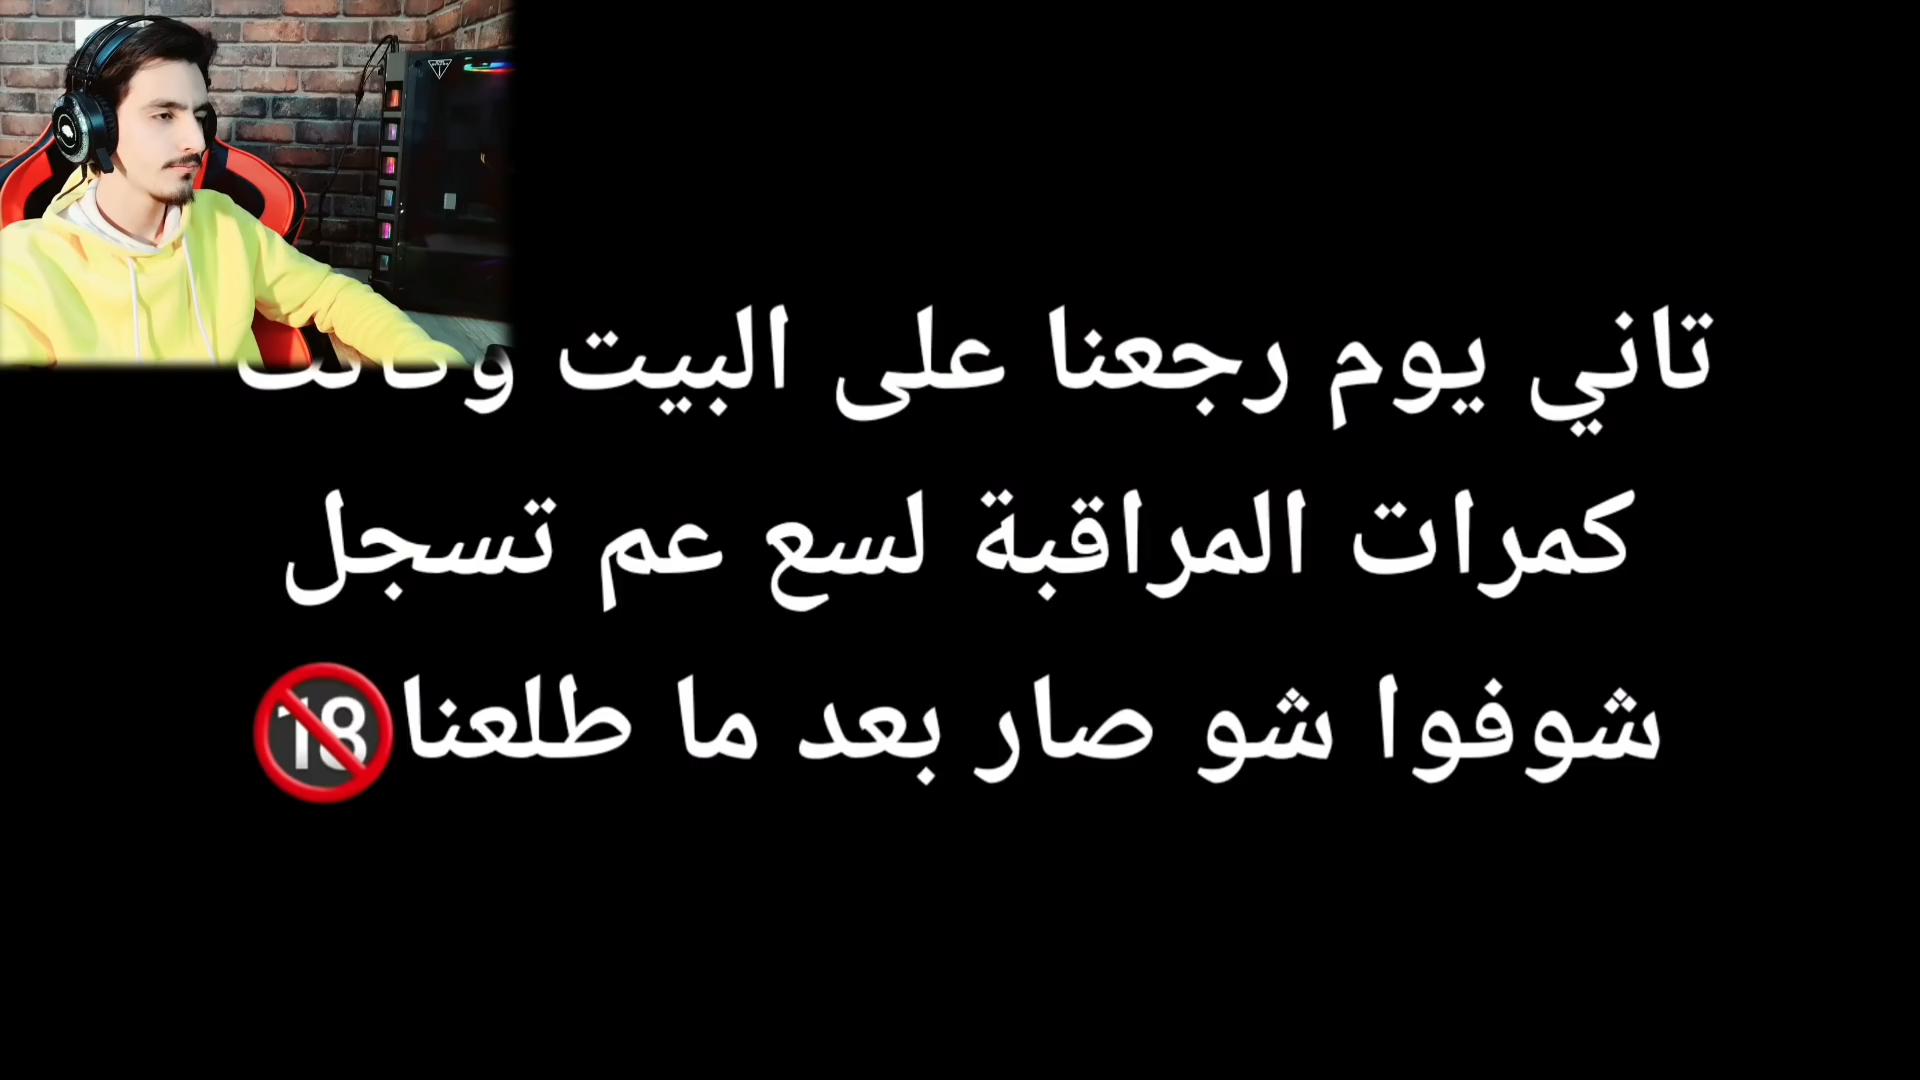 تاني يوم رجعنا على البيت
كمرات المراقبة لسع عم تسجل
شوفوا شو صار بعد ما طلعنا🔞